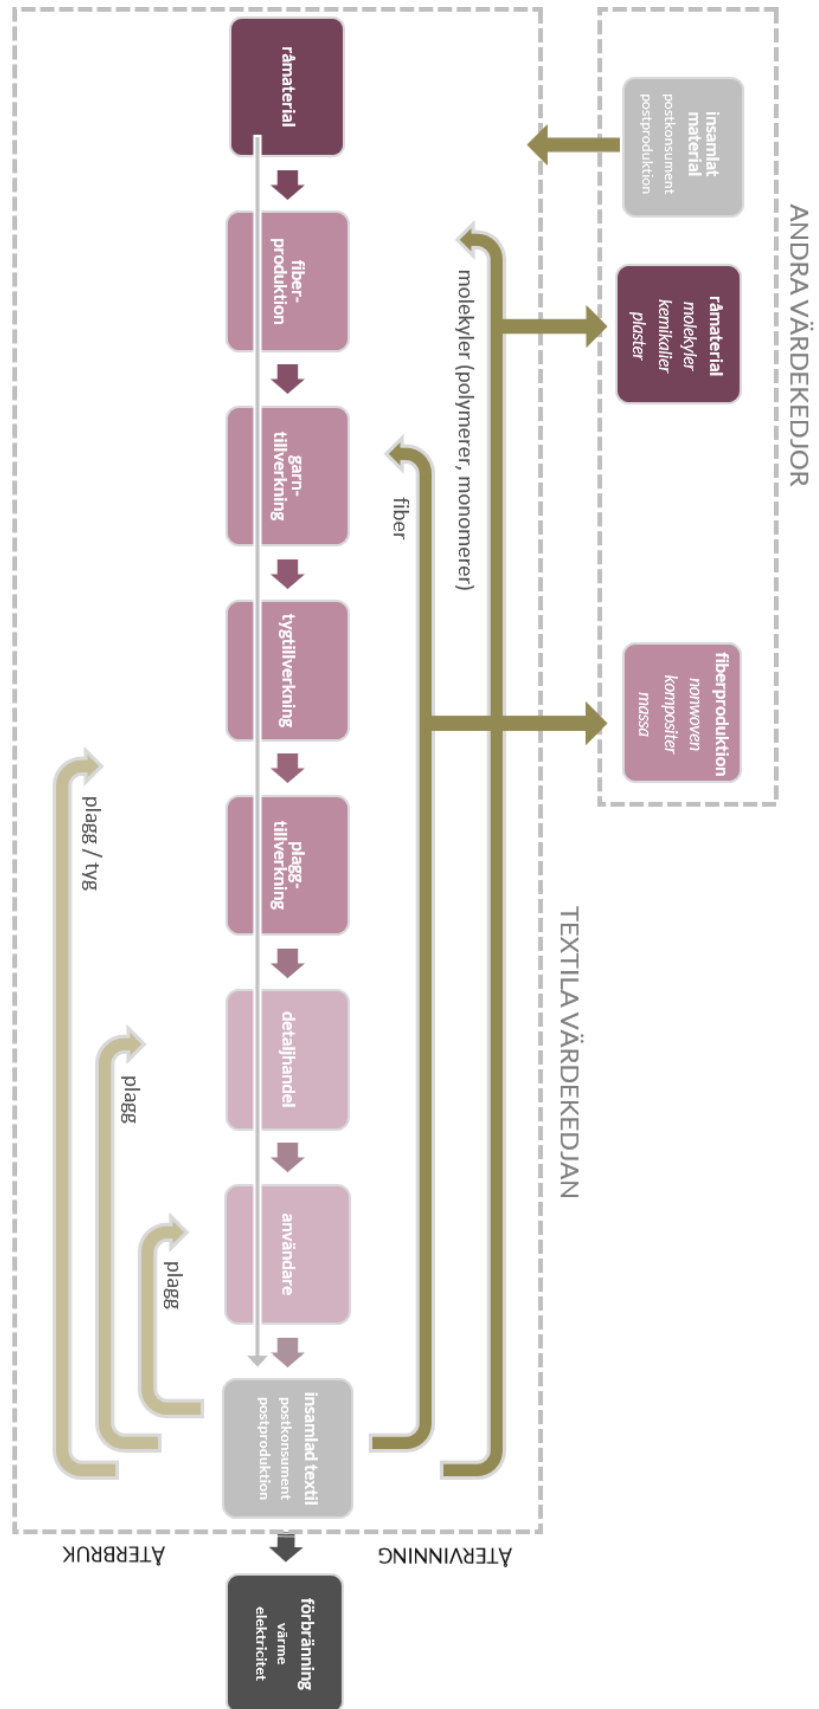 ANDRA VÄRDEKEDJOR
insamlat
material
postkonsument
postproduktion
råmaterial
molekyler
kemikalier
plaster
fiberproduktion
nonwoven
kompositer
massa
TEXTILA VÄRDEKEDJAN
molekyler (polymerer, monomerer)
fiber
ÅTERVINNING
råmaterial
fiber-
produktion
garn-
tillverkning
tygtillverkning
plagg-
tillverkning
detaljhandel
användare
insamlad textil
postkonsument
postproduktion
förbränning
värme
elektricitet
plagg
plagg
plagg / tyg
ÅTERBRUK